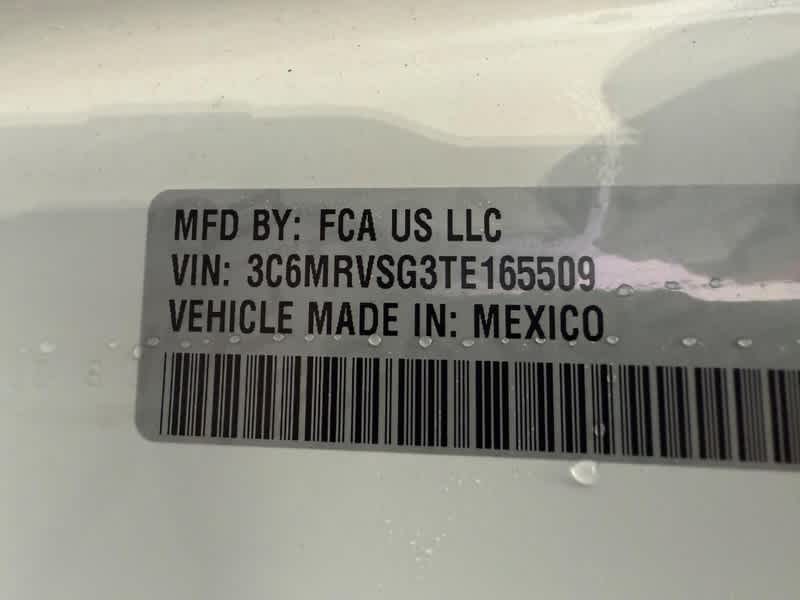 MFD BY: FCA US LLC
VIN: 3C6MRVSG3TE165509
VEHICLE MADE IN: MEXICO